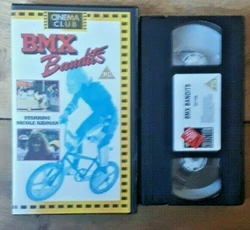 CINEMA
CLUB
BMX
Bandits
PG
STARRING
NICOLE KIDMAN
BMX BANDITS